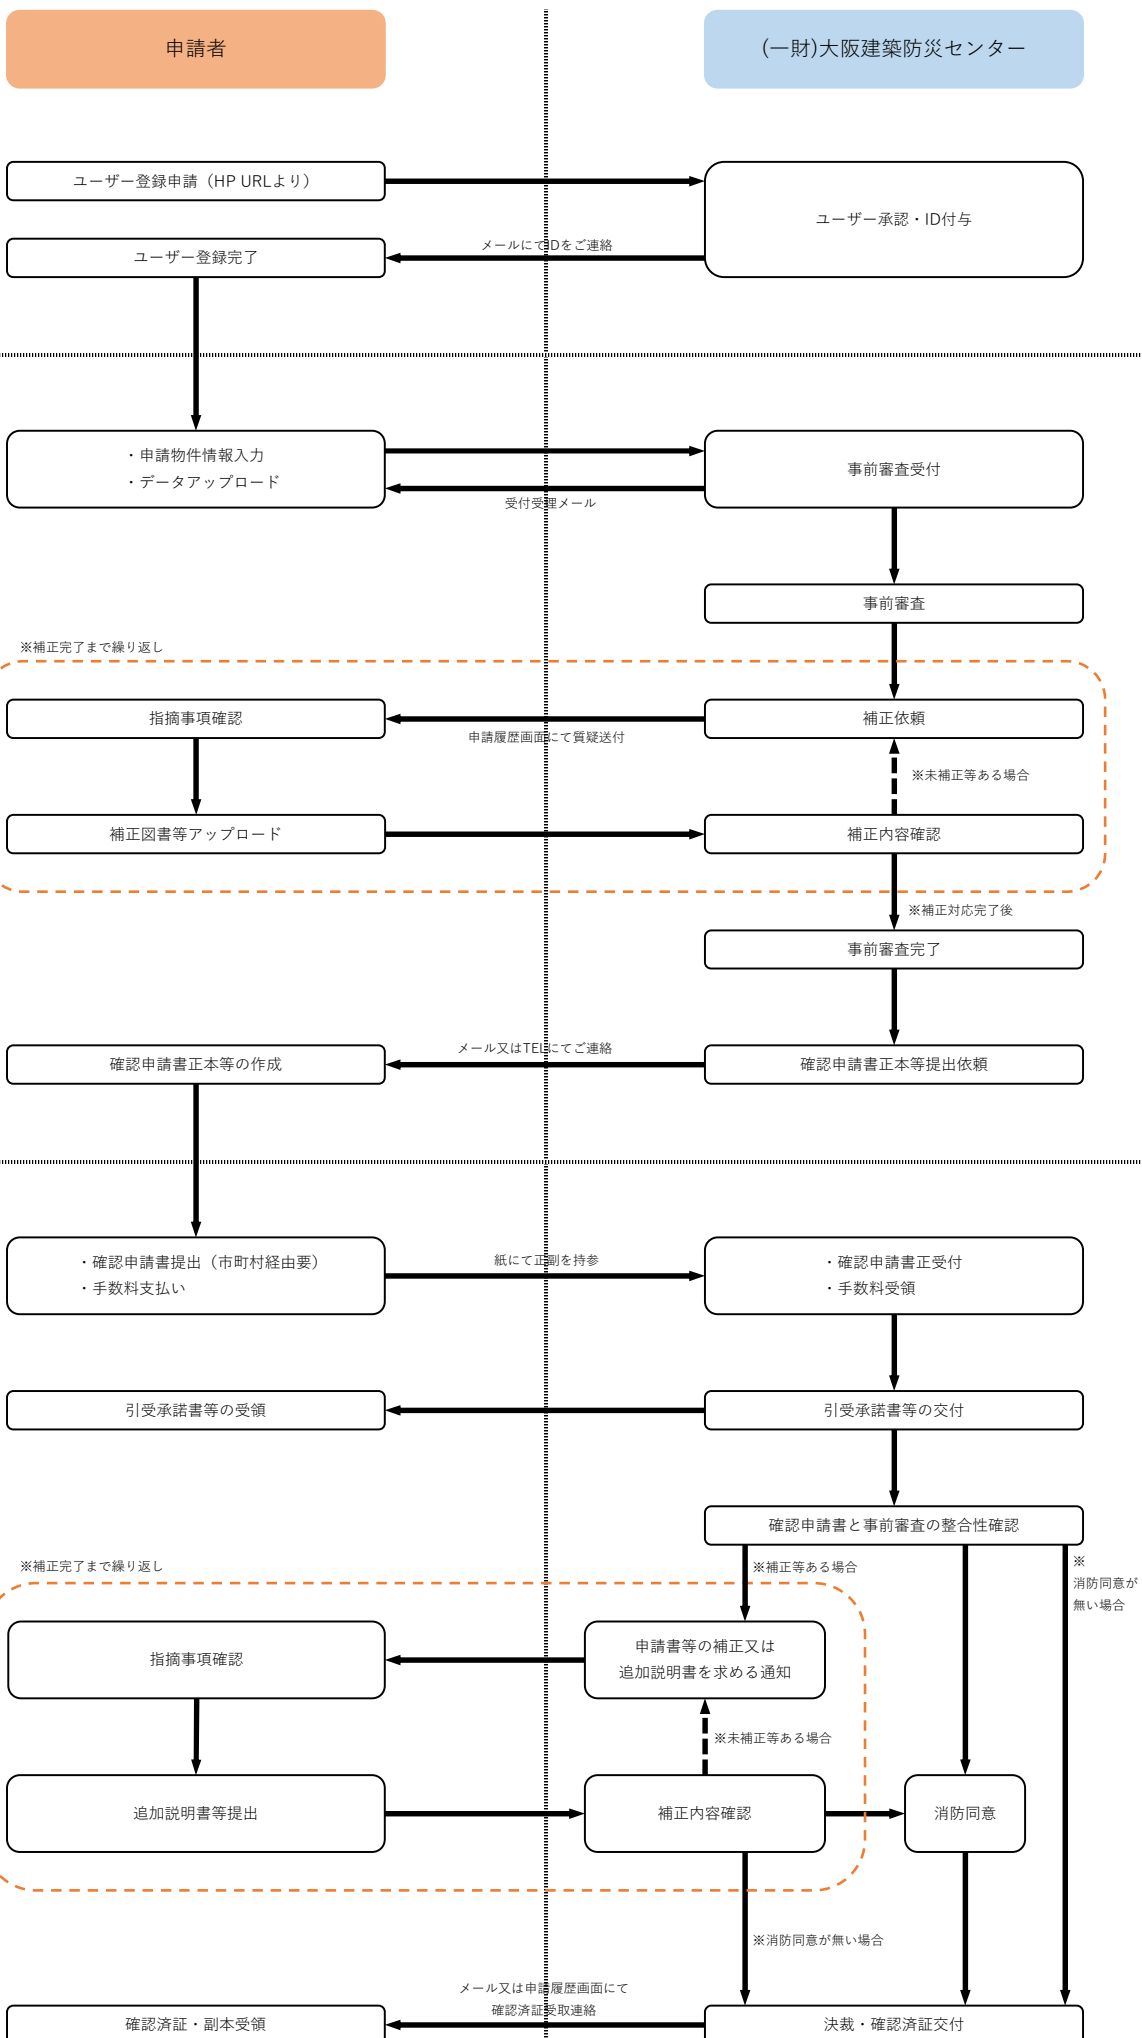 申請者
(一財)大阪建築防災センター
ユーザー登録申請（HP URLより）
ユーザー承認・ID付与
メールにてIDをご連絡
ユーザー登録完了
・申請物件情報入力
・データアップロード
事前審査受付
受付受理メール
事前審査
※補正完了まで繰り返し
指摘事項確認
補正依頼
申請履歴画面にて質疑送付
※未補正等ある場合
補正図書等アップロード
補正内容確認
※補正対応完了後
事前審査完了
メール又はTELにてご連絡
確認申請書正本等の作成
確認申請書正本等提出依頼
・確認申請書提出（市町村経由要）
・手数料支払い
紙にて正副を持参
・確認申請書正受付
・手数料受領
引受承諾書等の受領
引受承諾書等の交付
確認申請書と事前審査の整合性確認
※補正完了まで繰り返し
※補正等ある場合
※
消防同意が
無い場合
指摘事項確認
申請書等の補正又は
追加説明書を求める通知
※未補正等ある場合
追加説明書等提出
補正内容確認
消防同意
※消防同意が無い場合
メール又は申請履歴画面にて
確認済証受取連絡
確認済証・副本受領
決裁・確認済証交付